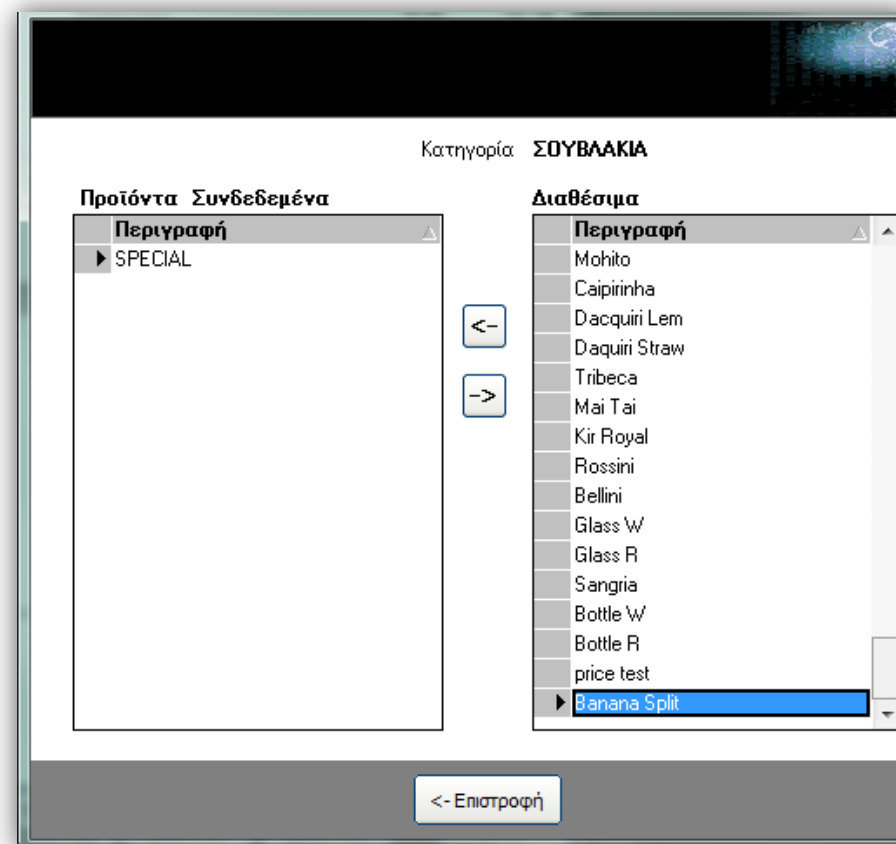 Κατηγορία ΣΟΥΒΛΑΚΙΑ
Προϊόντα Συνδεδεμένα
Περιγραφή
SPECIAL
<-
->
Διαθέσιμα
Περιγραφή
Mohito
Caipirinha
Dacquiri Lem
Daquiri Straw
Tribeca
Mai Tai
Kir Royal
Rossini
Bellini
Glass W
Glass R
Sangria
Bottle W
Bottle R
price test
Banana Split
<- Επιστροφή